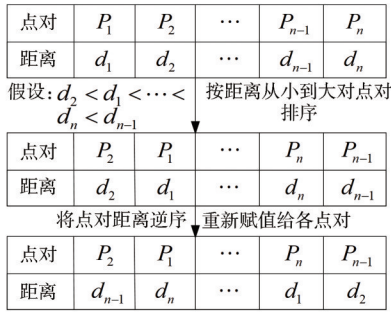 点对 P₁ P₂ ⋯ Pₙ₋₁ Pₙ
距离 d₁ d₂ ⋯ dₙ₋₁ dₙ
假设:d₂<d₁<⋯< 按距离从小到大对点对
dₙ<dₙ₋₁ 排序
点对 P₂ P₁ ⋯ Pₙ Pₙ₋₁
距离 d₂ d₁ ⋯ dₙ dₙ₋₁
将点对距离逆序 重新赋值给各点对
点对 P₂ P₁ ⋯ Pₙ Pₙ₋₁
距离 dₙ₋₁ dₙ ⋯ d₁ d₂